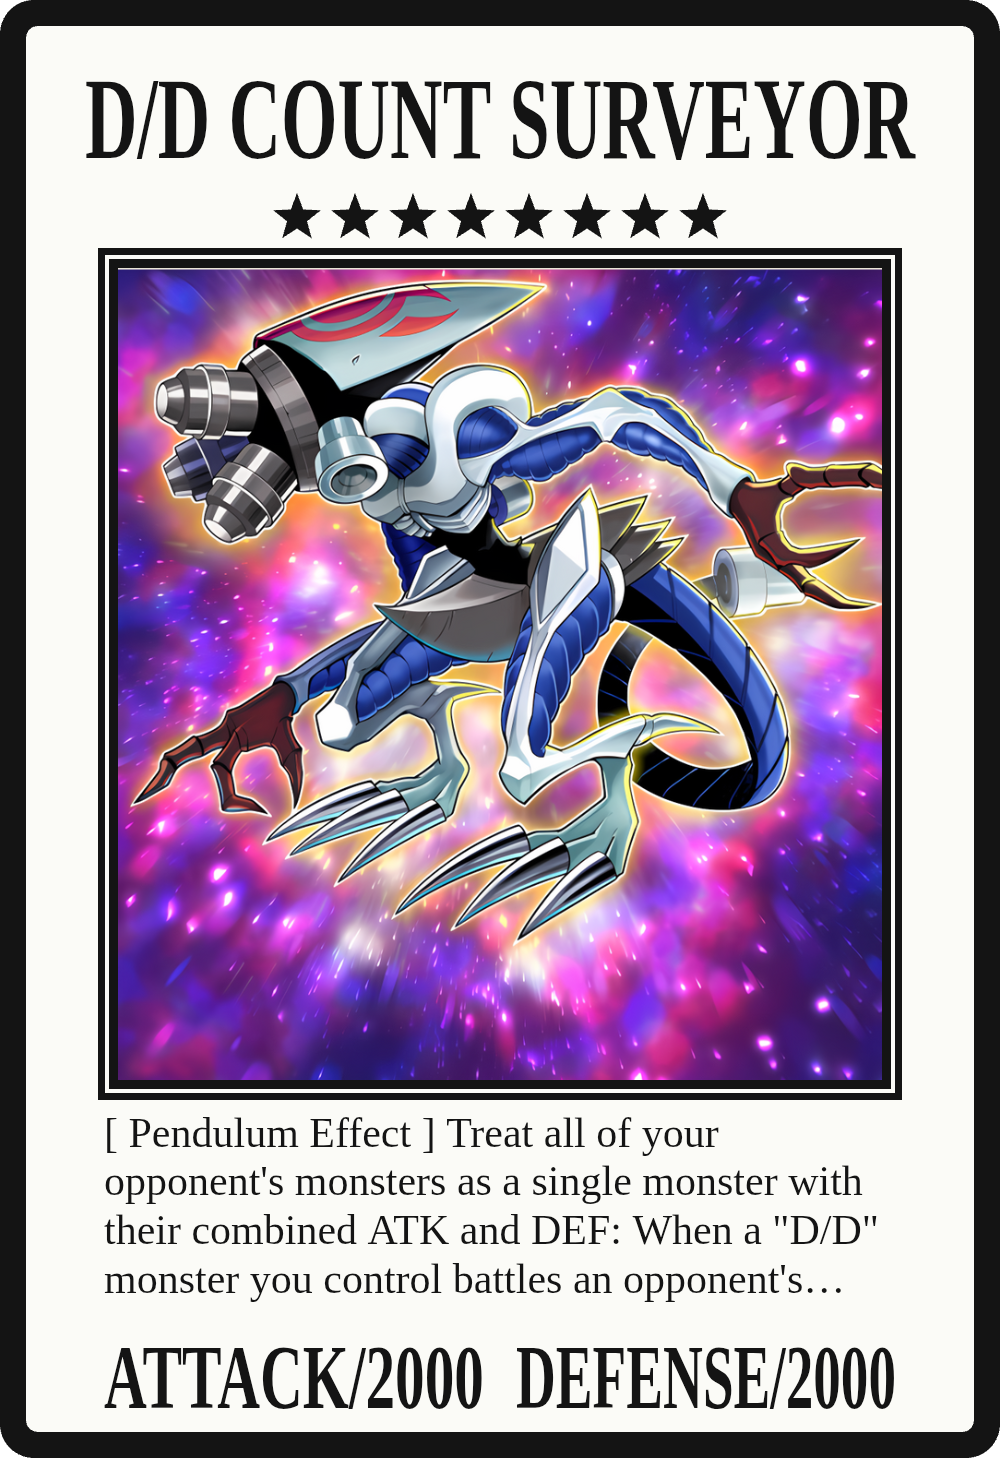 D/D COUNT SURVEYOR
[ Pendulum Effect ] Treat all of your
opponent's monsters as a single monster with
their combined ATK and DEF: When a "D/D"
monster you control battles an opponent's…
ATTACK/2000 DEFENSE/2000